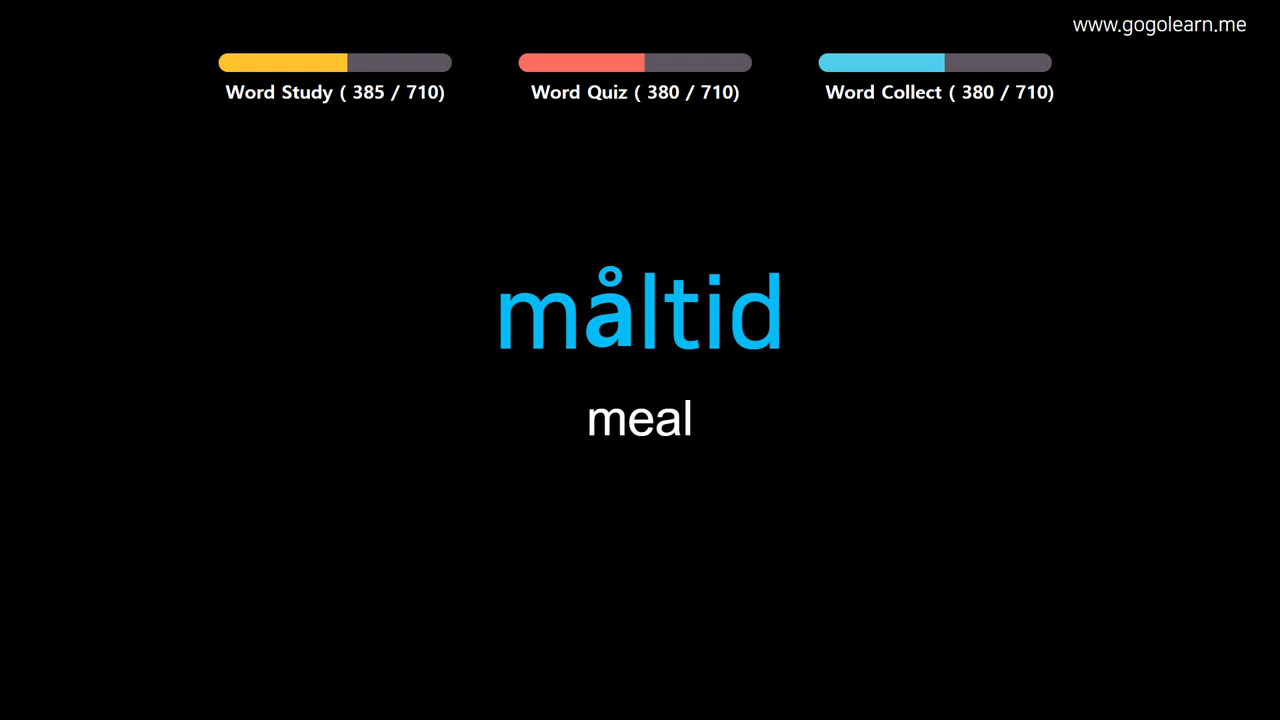 www.gogolearn.me
Word Study ( 385 / 710)
Word Quiz ( 380 / 710)
Word Collect ( 380 / 710)
måltid
meal